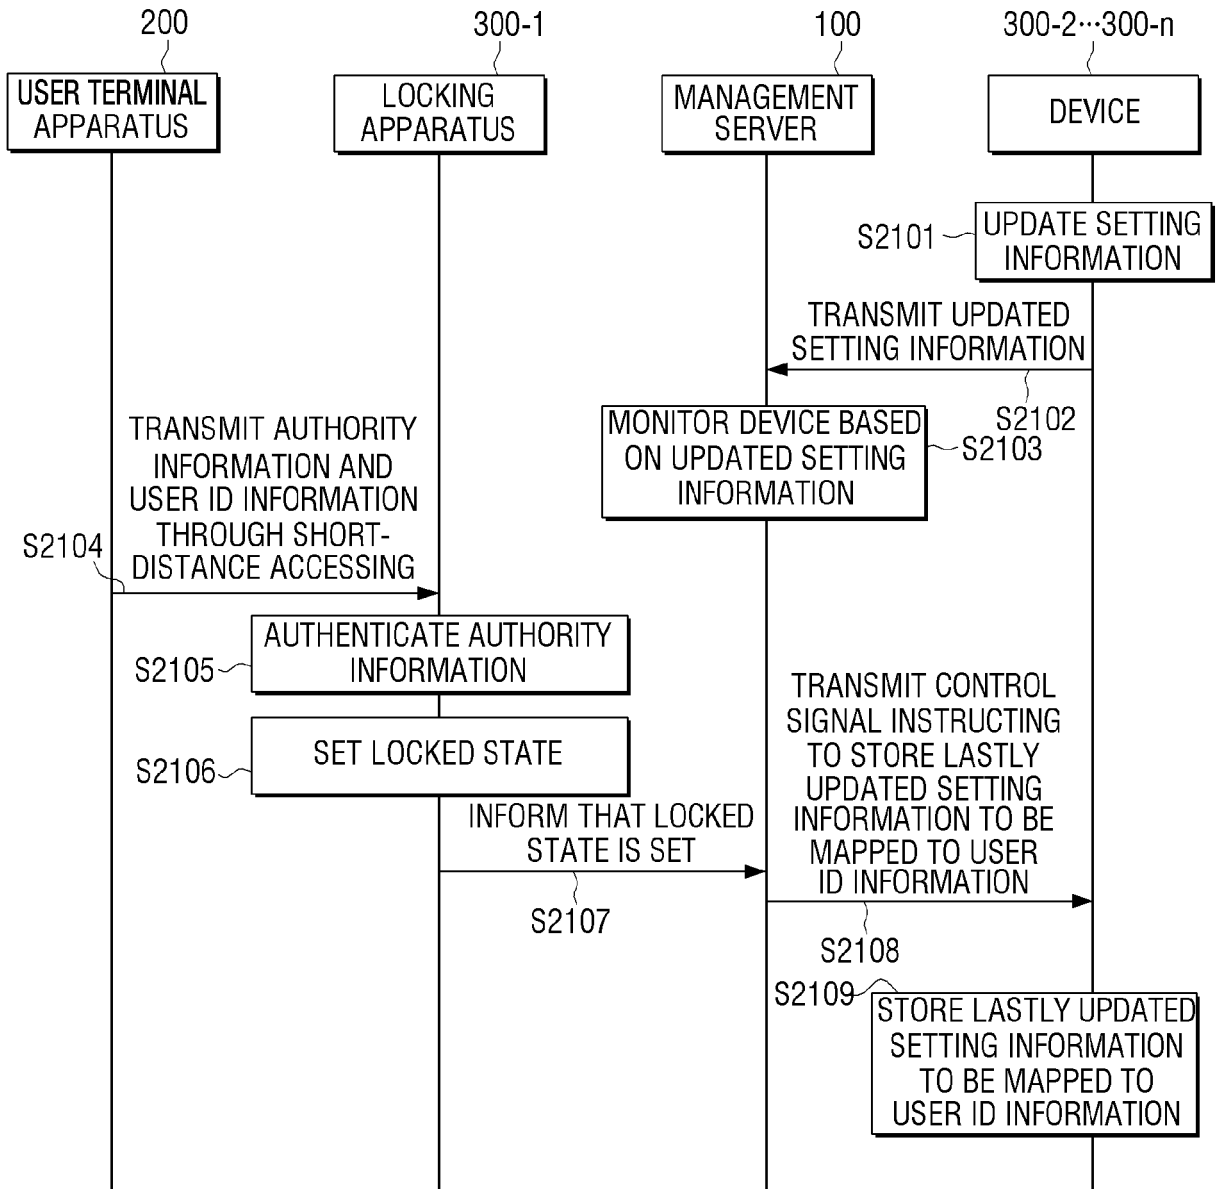 200
300-1
100
300-2···300-n
USER TERMINAL
APPARATUS
LOCKING
APPARATUS
MANAGEMENT
SERVER
DEVICE
S2101
UPDATE SETTING
INFORMATION
TRANSMIT UPDATED
SETTING INFORMATION
S2102
MONITOR DEVICE BASED
ON UPDATED SETTING
INFORMATION
S2103
TRANSMIT AUTHORITY
INFORMATION AND
USER ID INFORMATION
THROUGH SHORT-
DISTANCE ACCESSING
S2104
AUTHENTICATE AUTHORITY
INFORMATION
S2105
SET LOCKED STATE
S2106
INFORM THAT LOCKED
STATE IS SET
S2107
TRANSMIT CONTROL
SIGNAL INSTRUCTING
TO STORE LASTLY
UPDATED SETTING
INFORMATION TO BE
MAPPED TO USER
ID INFORMATION
S2108
S2109
STORE LASTLY UPDATED
SETTING INFORMATION
TO BE MAPPED TO
USER ID INFORMATION